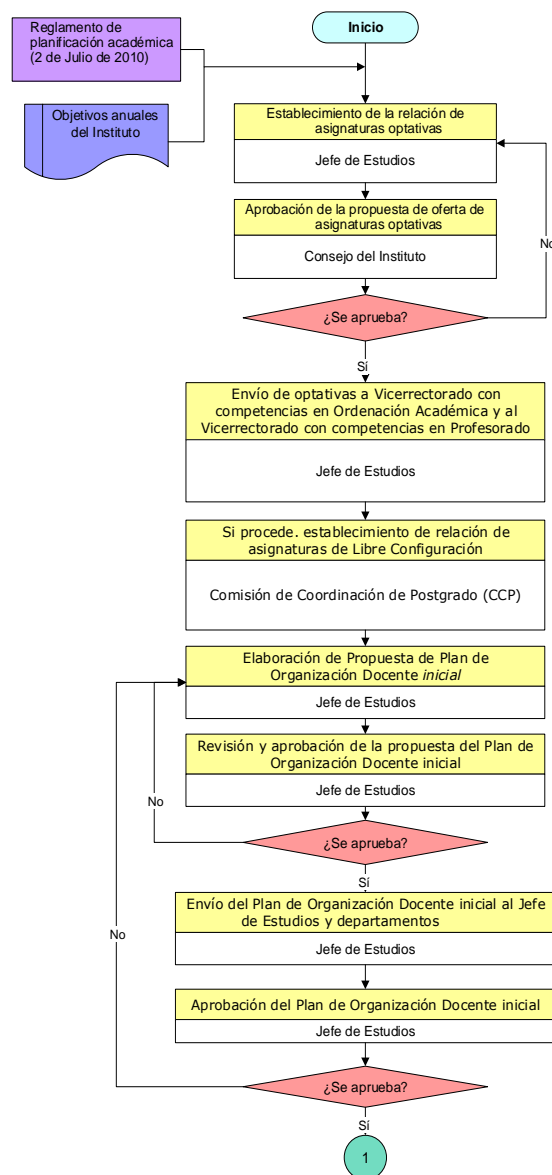 Reglamento de
planificación académica
(2 de Julio de 2010)
Inicio
Objetivos anuales
del Instituto
Establecimiento de la relación de
asignaturas optativas
Jefe de Estudios
Aprobación de la propuesta de oferta de
asignaturas optativas
Consejo del Instituto
No
¿Se aprueba?
Sí
Envío de optativas a Vicerrectorado con
competencias en Ordenación Académica y al
Vicerrectorado con competencias en Profesorado
Jefe de Estudios
Si procede. establecimiento de relación de
asignaturas de Libre Configuración
Comisión de Coordinación de Postgrado (CCP)
Elaboración de Propuesta de Plan de
Organización Docente inicial
Jefe de Estudios
Revisión y aprobación de la propuesta del Plan de
Organización Docente inicial
Jefe de Estudios
No
¿Se aprueba?
Sí
Envío del Plan de Organización Docente inicial al Jefe
de Estudios y departamentos
Jefe de Estudios
No
Aprobación del Plan de Organización Docente inicial
Jefe de Estudios
¿Se aprueba?
Sí
1